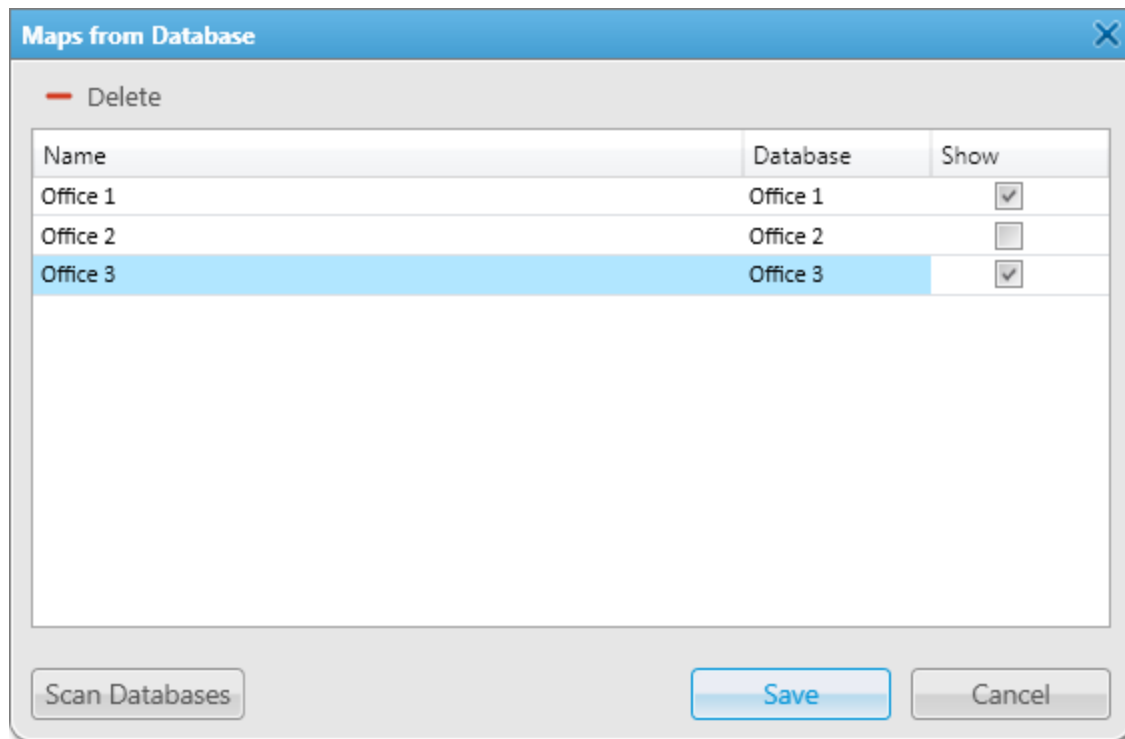 Maps from Database
Delete
Name Database Show
Office 1 Office 1
Office 2 Office 2
Office 3 Office 3
Scan Databases Save Cancel